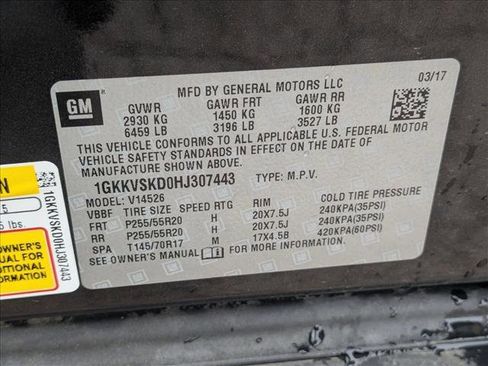 GM
MFD BY GENERAL MOTORS LLC 03/17
GVWR GAWR FRT GAWR RR
2930 KG 1450 KG 1600 KG
6459 LB 3196 LB 3527 LB
THIS VEHICLE CONFORMS TO ALL APPLICABLE U.S. FEDERAL MOTOR
VEHICLE SAFETY STANDARDS IN EFFECT ON THE DATE OF
MANUFACTURE SHOWN ABOVE.
1GKKVSKD0HJ307443 TYPE: M.P.V.
MODEL: V14526
VBBF TIRE SIZE SPEED RTG RIM COLD TIRE PRESSURE
FRT P255/55R20 H 20X7.5J 240KPA(35PSI)
RR P255/55R20 H 20X7.5J 240KPA(35PSI)
SPA T145/70R17 M 17X4.5B 420KPA(60PSI)
SEE OWNER'S MANUAL FOR MORE INFORMATION.
N
5
lbs.
1GKKVSKD0HJ307443
OWNER'S
MANUAL FOR
INFORMATION